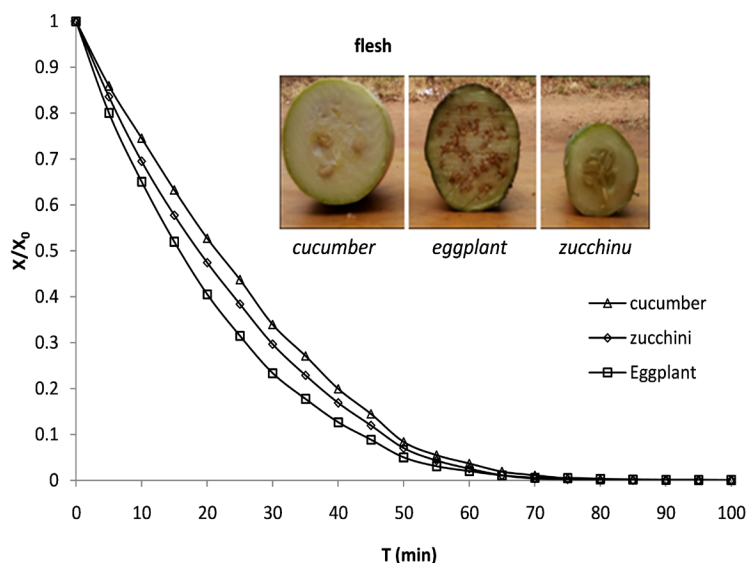 flesh
cucumber eggplant zucchinu
X/X₀
1
0.9
0.8
0.7
0.6
0.5
0.4
0.3
0.2
0.1
0
cucumber
zucchini
Eggplant
0 10 20 30 40 50 60 70 80 90 100
T (min)